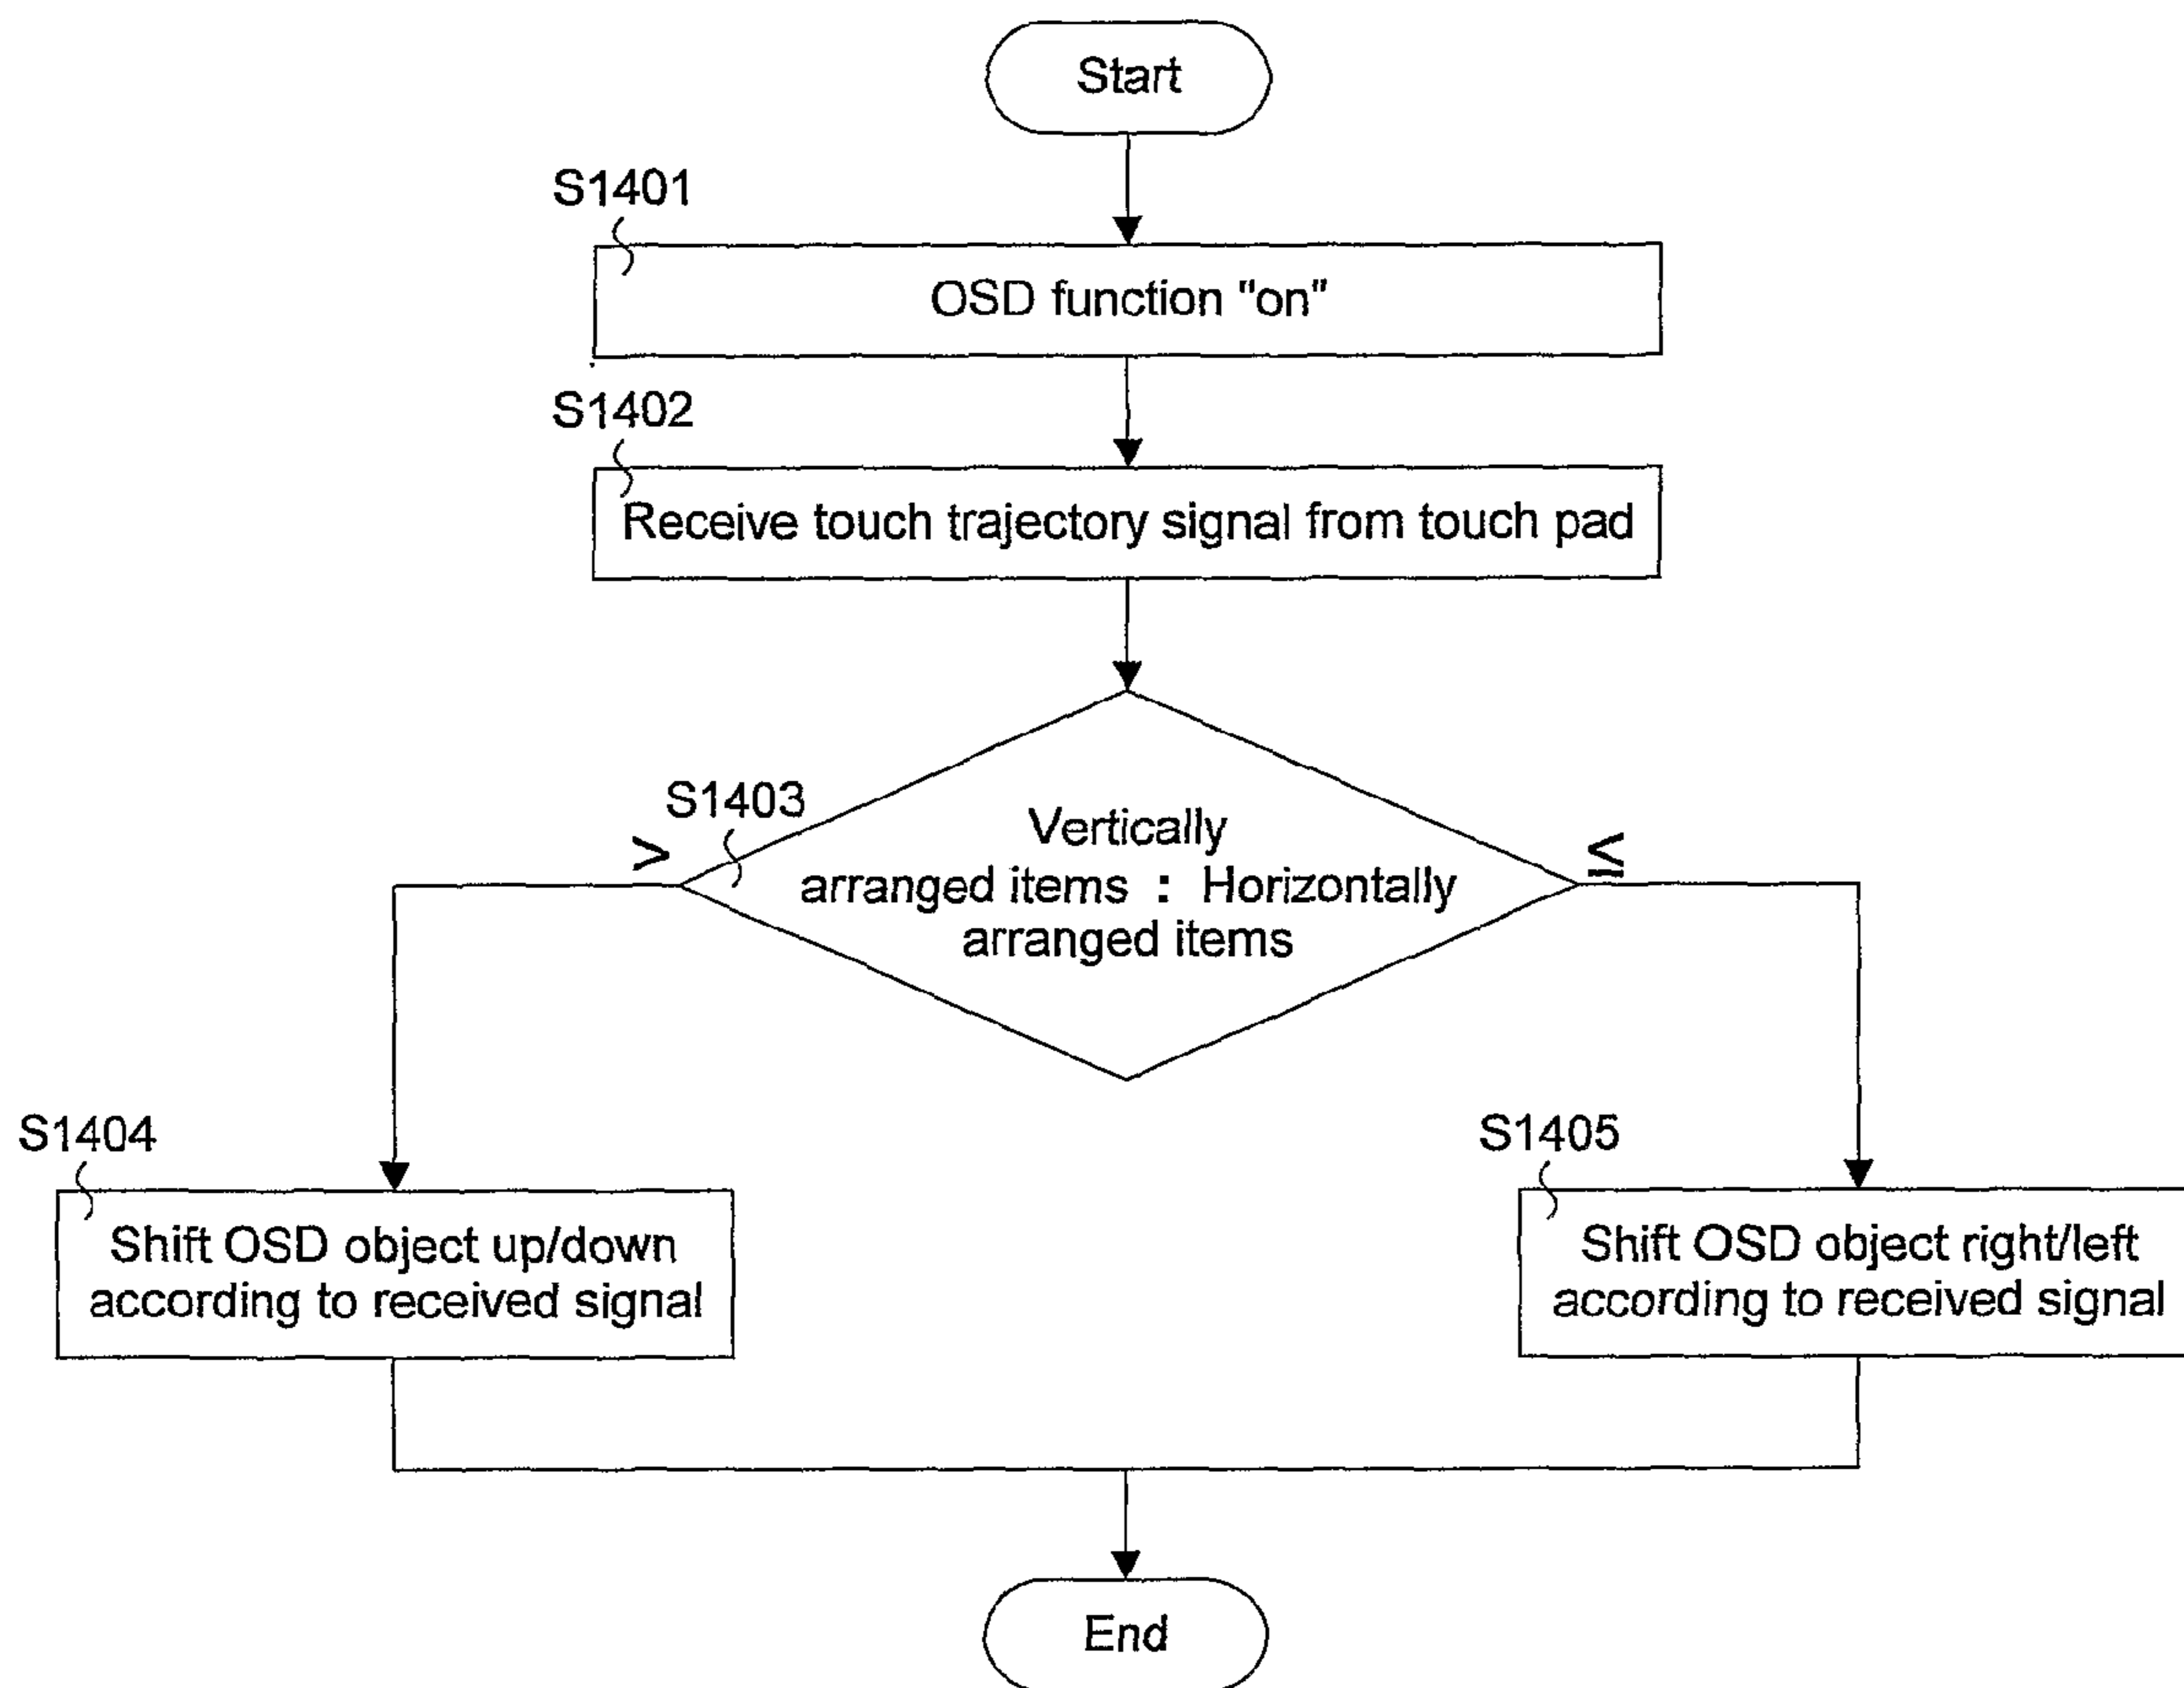 Start
S1401
OSD function "on"
S1402
Receive touch trajectory signal from touch pad
S1403
>
≦
Vertically
arranged items : Horizontally
arranged items
S1404
Shift OSD object up/down
according to received signal
S1405
Shift OSD object right/left
according to received signal
End